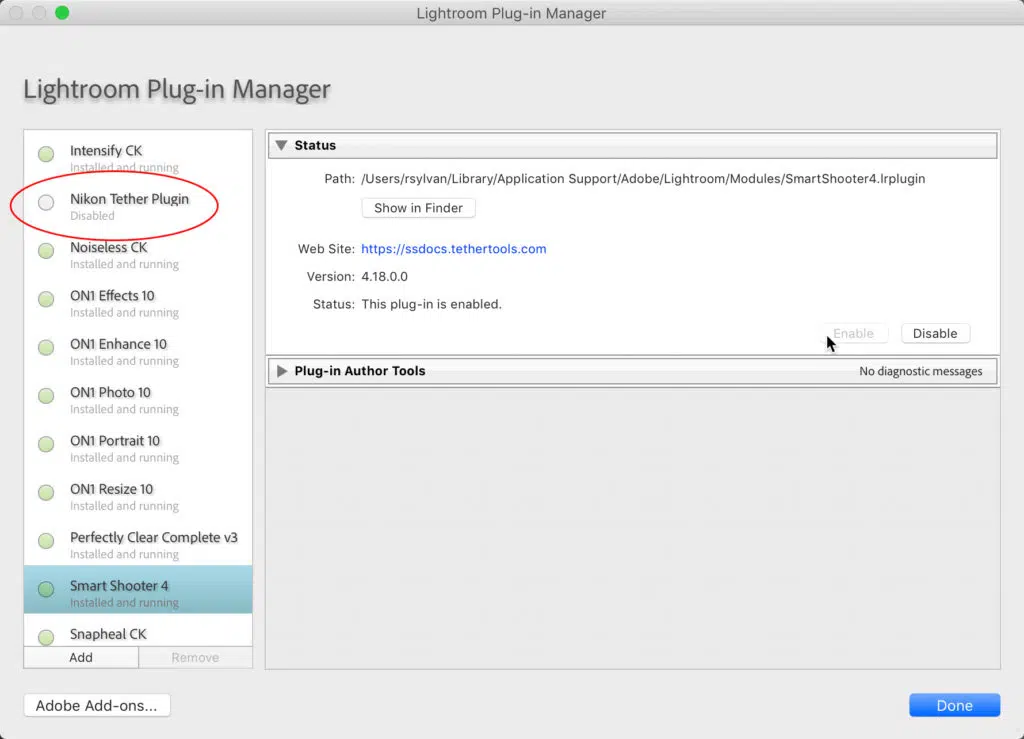 Lightroom Plug-in Manager
Lightroom Plug-in Manager
Intensify CK
Installed and running
Nikon Tether Plugin
Disabled
Noiseless CK
Installed and running
ON1 Effects 10
Installed and running
ON1 Enhance 10
Installed and running
ON1 Photo 10
Installed and running
ON1 Portrait 10
Installed and running
ON1 Resize 10
Installed and running
Perfectly Clear Complete v3
Installed and running
Smart Shooter 4
Installed and running
Snapheal CK
Add Remove
Status
Path: /Users/rsylvan/Library/Application Support/Adobe/Lightroom/Modules/SmartShooter4.lrplugin
Show in Finder
Web Site: https://ssdocs.tethertools.com
Version: 4.18.0.0
Status: This plug-in is enabled.
Enable Disable
Plug-in Author Tools No diagnostic messages
Adobe Add-ons... Done